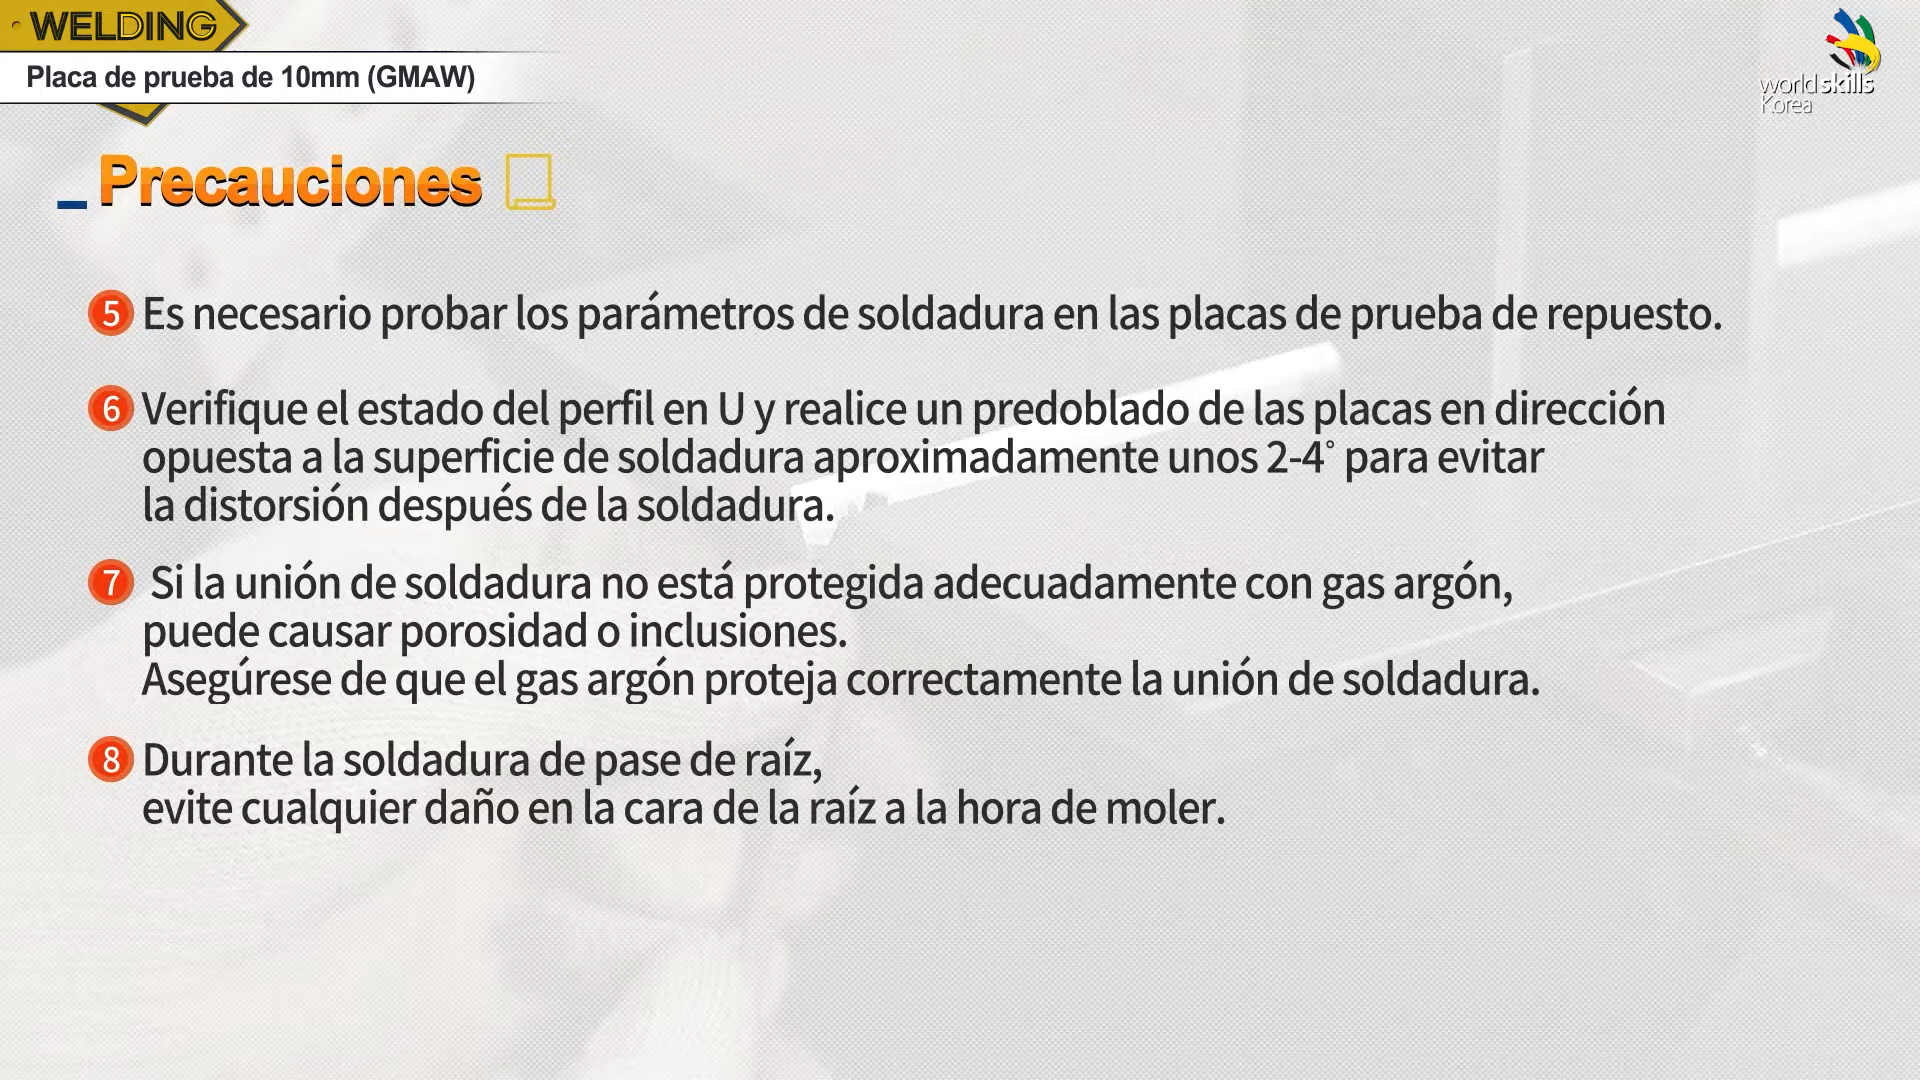 WELDING
Placa de prueba de 10mm (GMAW)
worldskills
Korea
Precauciones
5 Es necesario probar los parámetros de soldadura en las placas de prueba de repuesto.
6 Verifique el estado del perfil en U y realice un predoblado de las placas en dirección
opuesta a la superficie de soldadura aproximadamente unos 2-4° para evitar
la distorsión después de la soldadura.
7 Si la unión de soldadura no está protegida adecuadamente con gas argón,
puede causar porosidad o inclusiones.
Asegúrese de que el gas argón proteja correctamente la unión de soldadura.
8 Durante la soldadura de pase de raíz,
evite cualquier daño en la cara de la raíz a la hora de moler.